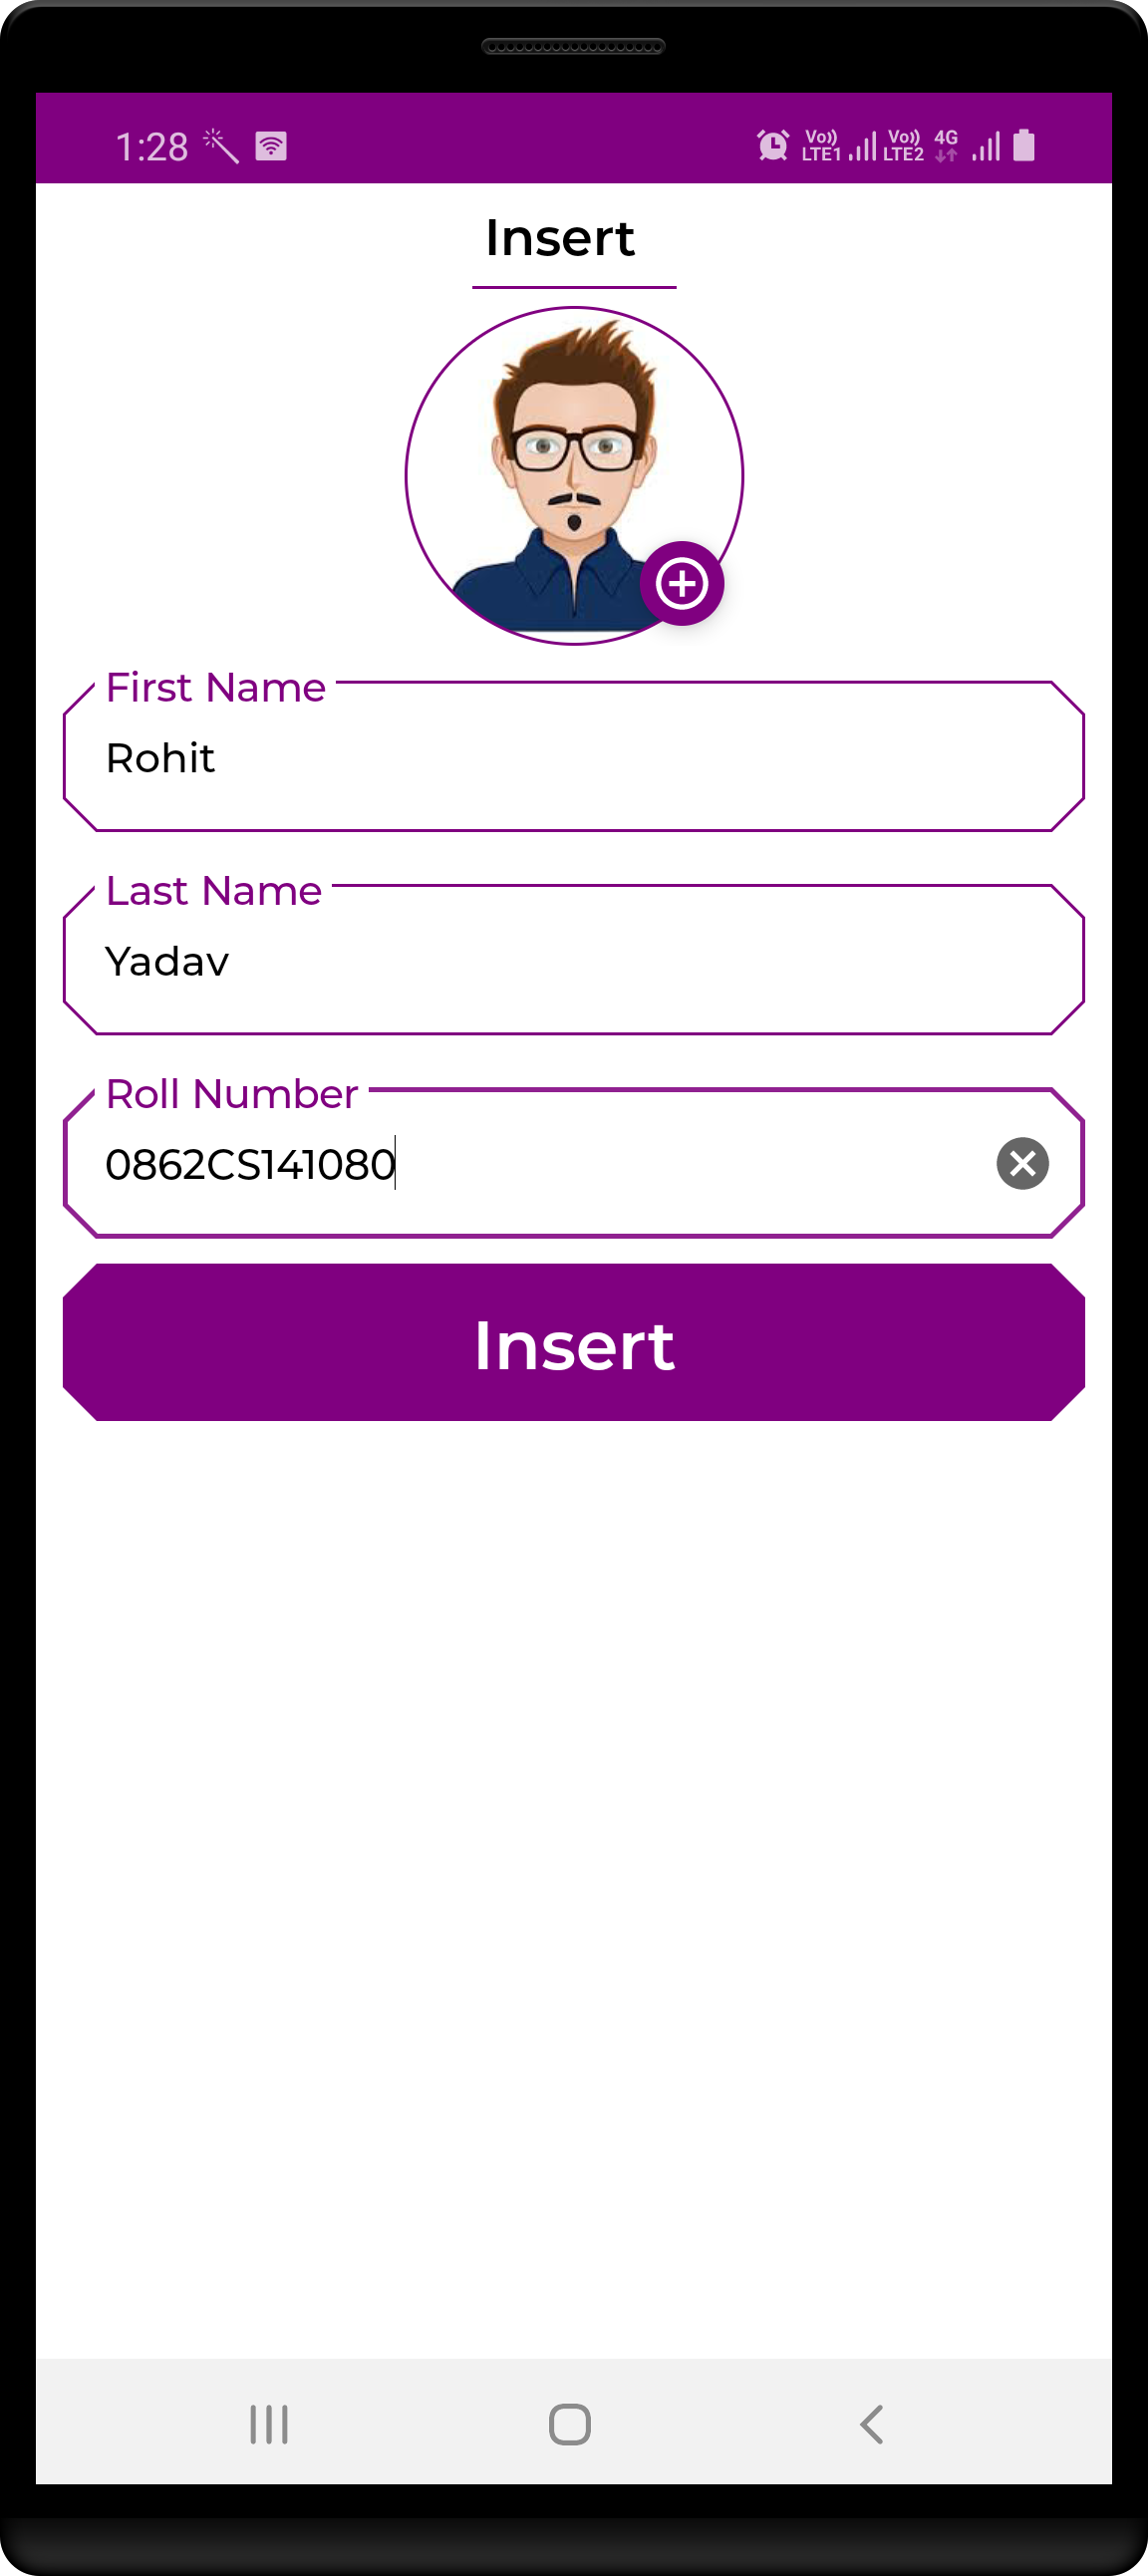 1:28 Vo)) LTE1 Vo)) LTE2 4G
Insert
First Name
Rohit
Last Name
Yadav
Roll Number
0862CS141080
Insert